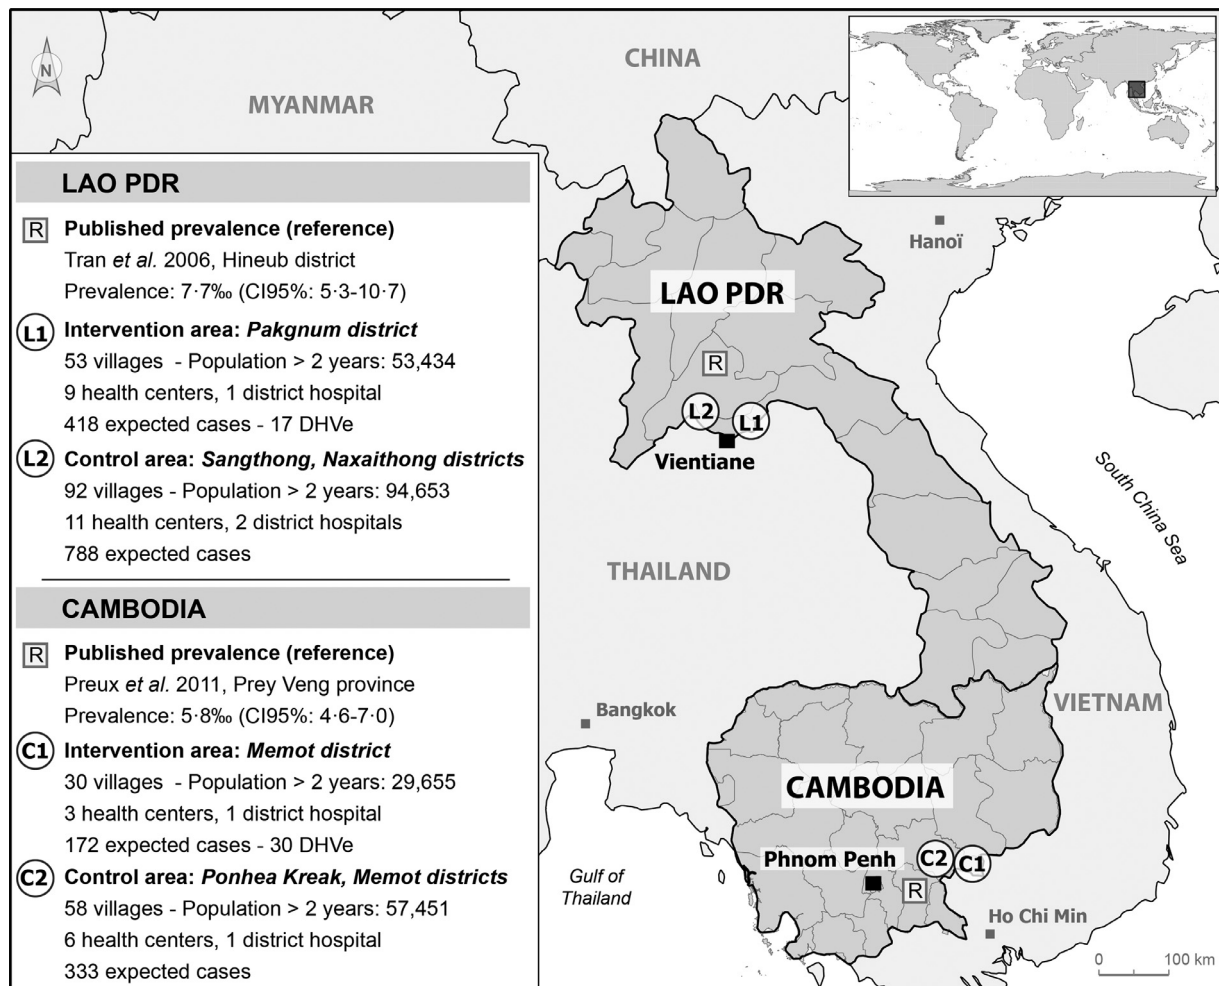 N
MYANMAR
CHINA
LAO PDR
R Published prevalence (reference)
Tran et al. 2006, Hineub district
Prevalence: 7·7‰ (CI95%: 5·3-10·7)
L1 Intervention area: Pakgnum district
53 villages - Population > 2 years: 53,434
9 health centers, 1 district hospital
418 expected cases - 17 DHVe
L2 Control area: Sangthong, Naxaithong districts
92 villages - Population > 2 years: 94,653
11 health centers, 2 district hospitals
788 expected cases
CAMBODIA
R Published prevalence (reference)
Preux et al. 2011, Prey Veng province
Prevalence: 5·8‰ (CI95%: 4·6-7·0)
C1 Intervention area: Memot district
30 villages - Population > 2 years: 29,655
3 health centers, 1 district hospital
172 expected cases - 30 DHVe
C2 Control area: Ponhea Kreak, Memot districts
58 villages - Population > 2 years: 57,451
6 health centers, 1 district hospital
333 expected cases
Hanoï
LAO PDR
R
L2
L1
Vientiane
South China Sea
THAILAND
VIETNAM
Bangkok
CAMBODIA
Phnom Penh
C2
C1
R
Gulf of
Thailand
Ho Chi Min
0 100 km